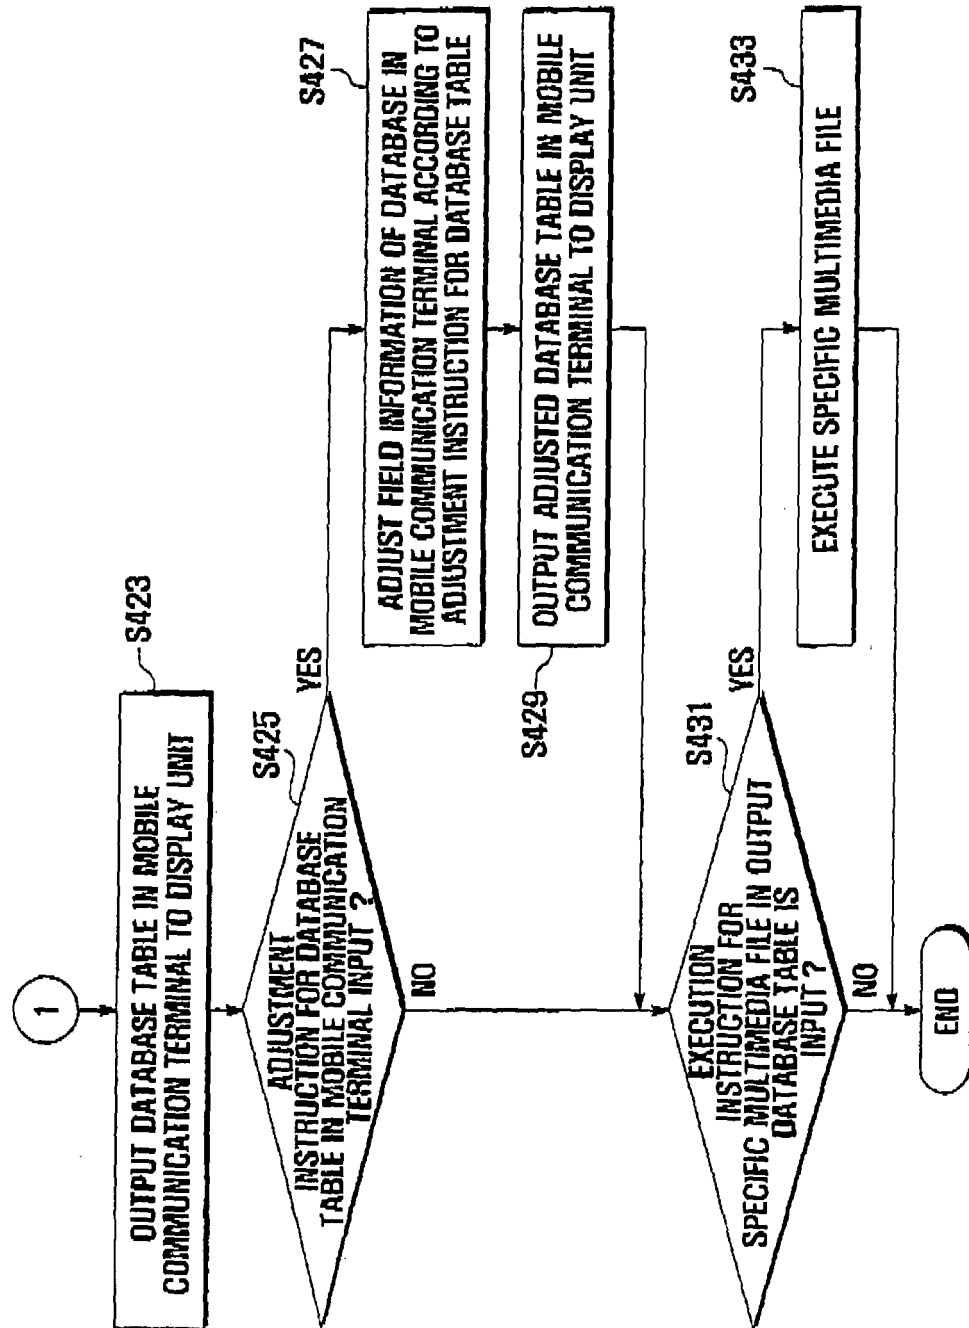 1
S423
OUTPUT DATABASE TABLE IN MOBILE
COMMUNICATION TERMINAL TO DISPLAY UNIT
S425
ADJUSTMENT
INSTRUCTION FOR DATABASE
TABLE IN MOBILE COMMUNICATION
TERMINAL INPUT ?
YES
NO
S427
ADJUST FIELD INFORMATION OF DATABASE IN
MOBILE COMMUNICATION TERMINAL ACCORDING TO
ADJUSTMENT INSTRUCTION FOR DATABASE TABLE
S429
OUTPUT ADJUSTED DATABASE TABLE IN MOBILE
COMMUNICATION TERMINAL TO DISPLAY UNIT
S431
EXECUTION
INSTRUCTION FOR
SPECIFIC MULTIMEDIA FILE IN OUTPUT
DATABASE TABLE IS
INPUT ?
YES
NO
S433
EXECUTE SPECIFIC MULTIMEDIA FILE
END